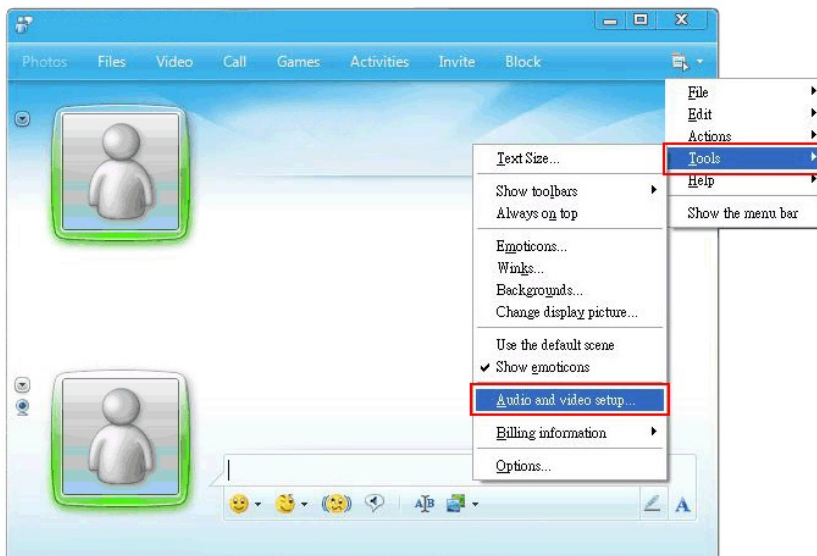 Photos Files Video Call Games Activities Invite Block
File
Edit
Actions
Tools
Help
Show the menu bar
Text Size...
Show toolbars
Always on top
Emoticons...
Winks...
Backgrounds...
Change display picture...
Use the default scene
Show emoticons
Audio and video setup...
Billing information
Options...